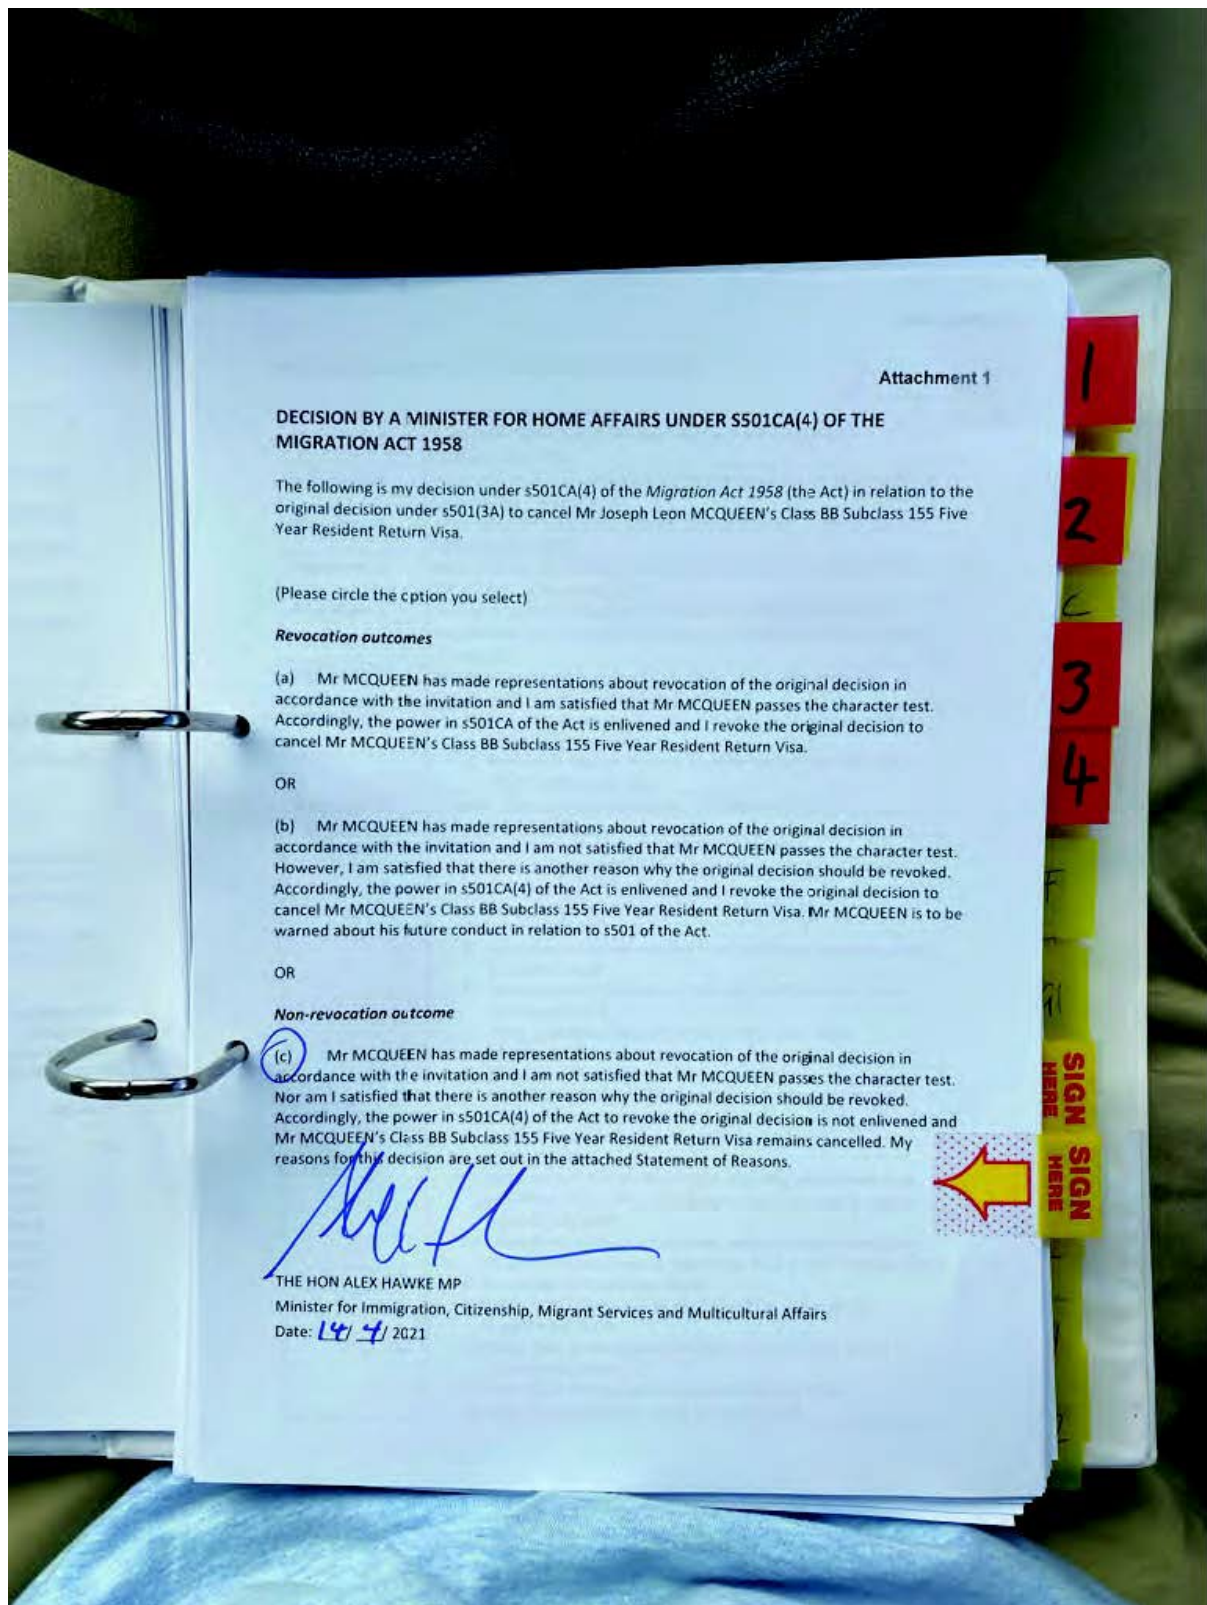 Attachment 1
DECISION BY A MINISTER FOR HOME AFFAIRS UNDER S501CA(4) OF THE
MIGRATION ACT 1958
The following is my decision under s501CA(4) of the Migration Act 1958 (the Act) in relation to the
original decision under s501(3A) to cancel Mr Joseph Leon MCQUEEN's Class BB Subclass 155 Five
Year Resident Return Visa.
(Please circle the option you select)
Revocation outcomes
(a) Mr MCQUEEN has made representations about revocation of the original decision in
accordance with the invitation and I am satisfied that Mr MCQUEEN passes the character test.
Accordingly, the power in s501CA of the Act is enlivened and I revoke the original decision to
cancel Mr MCQUEEN's Class BB Subclass 155 Five Year Resident Return Visa.
OR
(b) Mr MCQUEEN has made representations about revocation of the original decision in
accordance with the invitation and I am not satisfied that Mr MCQUEEN passes the character test.
However, I am satisfied that there is another reason why the original decision should be revoked.
Accordingly, the power in s501CA(4) of the Act is enlivened and I revoke the original decision to
cancel Mr MCQUEEN's Class BB Subclass 155 Five Year Resident Return Visa. Mr MCQUEEN is to be
warned about his future conduct in relation to s501 of the Act.
OR
Non-revocation outcome
(c) Mr MCQUEEN has made representations about revocation of the original decision in
accordance with the invitation and I am not satisfied that Mr MCQUEEN passes the character test.
Nor am I satisfied that there is another reason why the original decision should be revoked.
Accordingly, the power in s501CA(4) of the Act to revoke the original decision is not enlivened and
Mr MCQUEEN's Class BB Subclass 155 Five Year Resident Return Visa remains cancelled. My
reasons for this decision are set out in the attached Statement of Reasons.
THE HON ALEX HAWKE MP
Minister for Immigration, Citizenship, Migrant Services and Multicultural Affairs
Date: 14/ 4/ 2021
1
2
C
3
4
F
G1
SIGN
HERE
SIGN
HERE